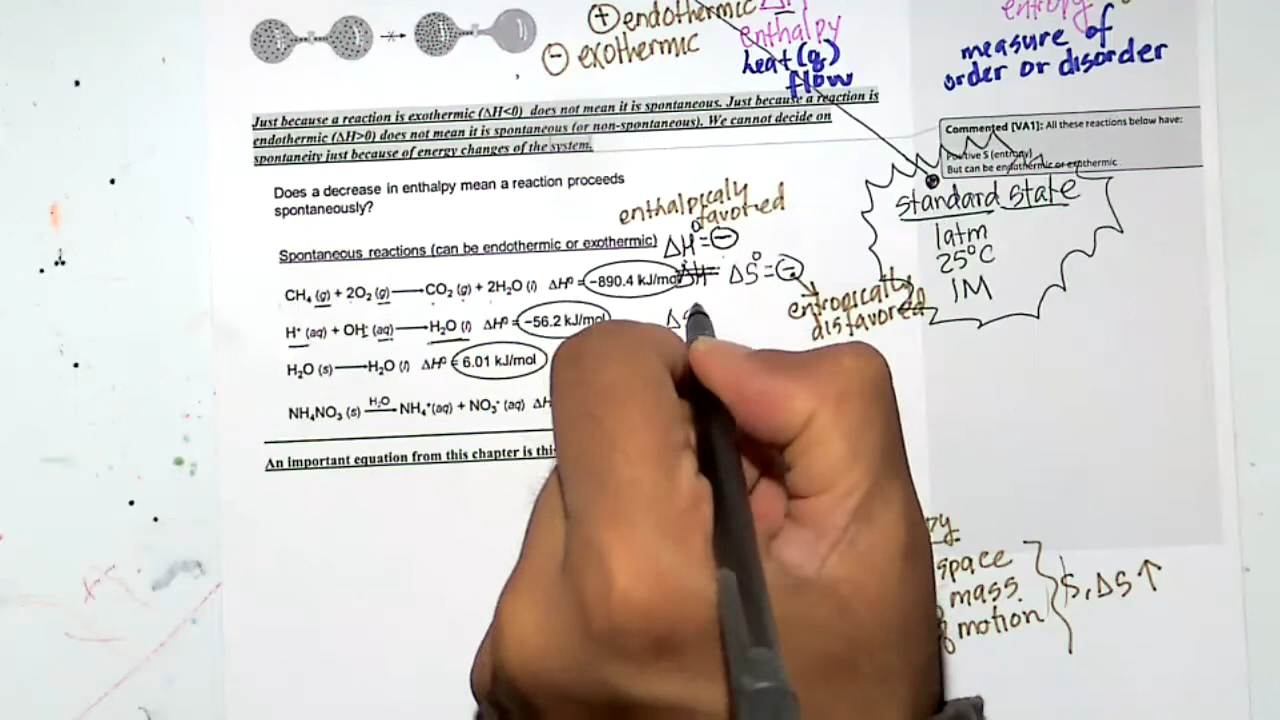 ⊕ endothermic
⊖ exothermic
enthalpy
heat (q)
flow
entropy
measure of
order or disorder
Just because a reaction is exothermic (ΔH<0) does not mean it is spontaneous. Just because a reaction is
endothermic (ΔH>0) does not mean it is spontaneous (or non-spontaneous). We cannot decide on
spontaneity just because of energy changes of the system.
Commented [VA1]: All these reactions below have:
Positive S (entropy)
But can be endothermic or exothermic
Does a decrease in enthalpy mean a reaction proceeds
spontaneously?
enthalpically
favored
standard state
1atm
25°C
1M
Spontaneous reactions (can be endothermic or exothermic)
ΔH° = ⊖
CH₄ (g) + 2O₂ (g) ⟶ CO₂ (g) + 2H₂O (l) ΔH⁰ = −890.4 kJ/mol
ΔS° = ⊖
entropically
disfavored
H⁺ (aq) + OH⁻ (aq) ⟶ H₂O (l) ΔH⁰ = −56.2 kJ/mol
H₂O (s) ⟶ H₂O (l) ΔH⁰ = 6.01 kJ/mol
NH₄NO₃ (s) H₂O ⟶ NH₄⁺(aq) + NO₃⁻ (aq)
An important equation from this chapter is
space
mass
motion
S, ΔS ↑